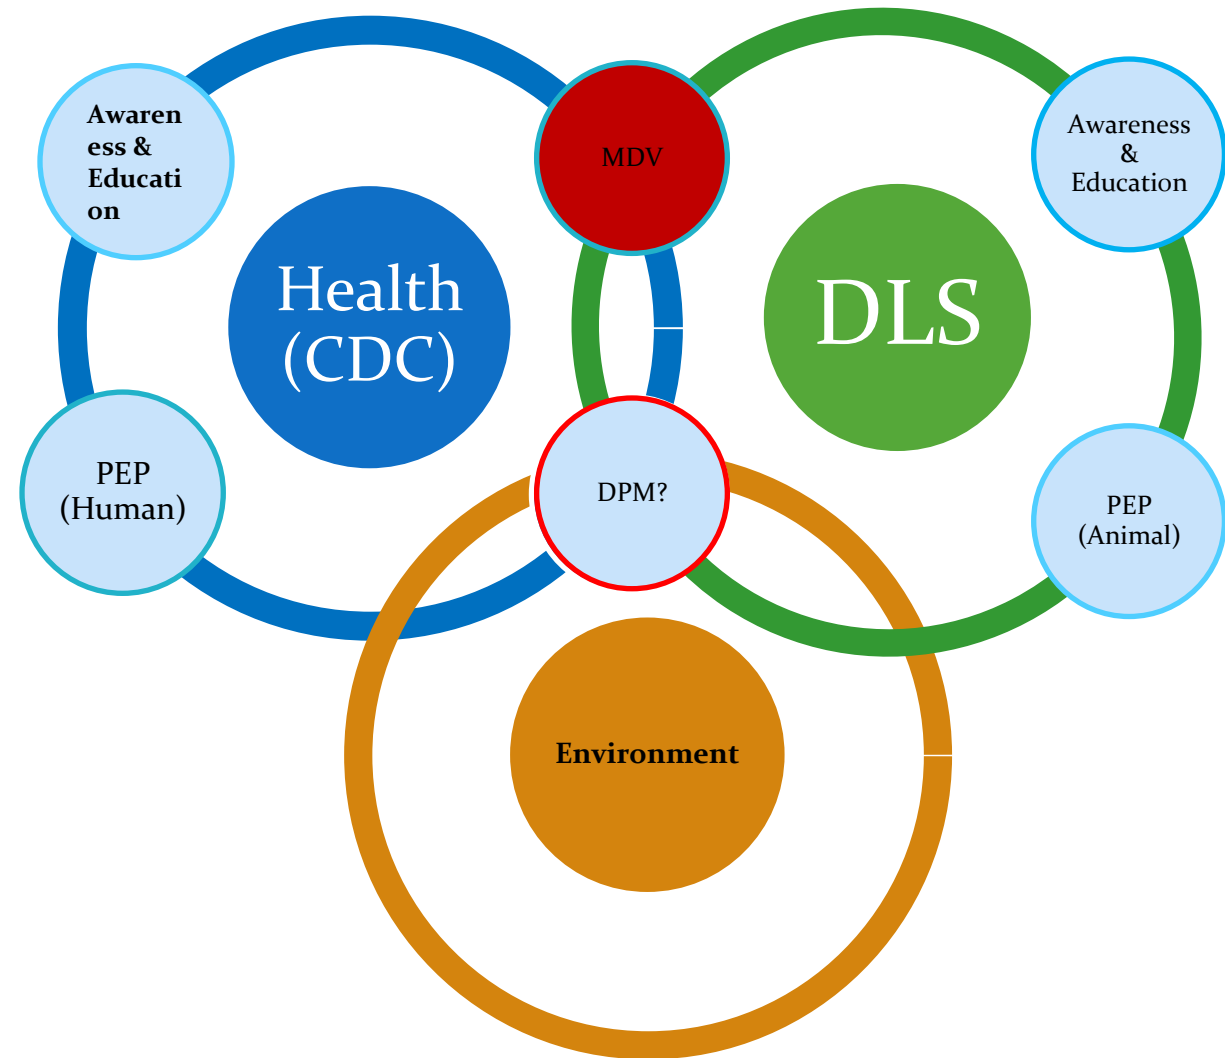 Awaren
ess &
Educati
on
MDV
Awareness
&
Education
Health
(CDC)
DLS
PEP
(Human)
DPM?
PEP
(Animal)
Environment